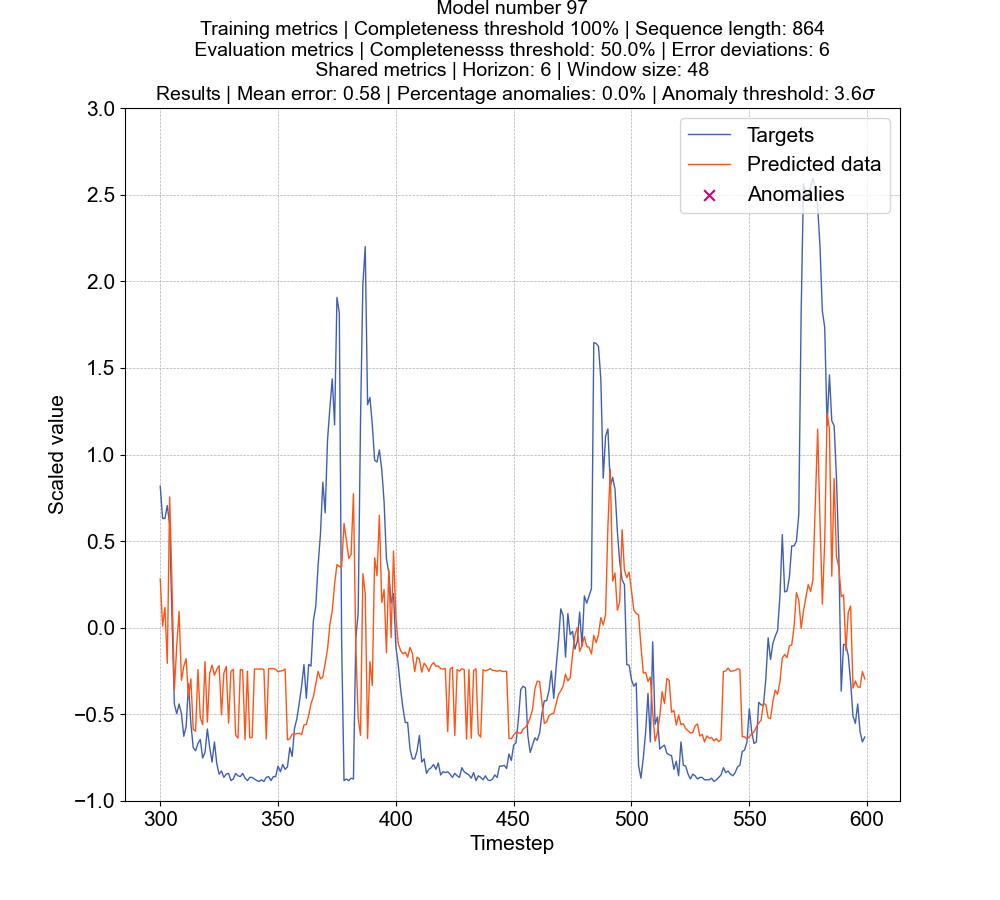 Model number 97
Training metrics | Completeness threshold 100% | Sequence length: 864
Evaluation metrics | Completenesss threshold: 50.0% | Error deviations: 6
Shared metrics | Horizon: 6 | Window size: 48
Results | Mean error: 0.58 | Percentage anomalies: 0.0% | Anomaly threshold: 3.6σ
Targets
Predicted data
Anomalies
3.0
2.5
2.0
1.5
1.0
0.5
0.0
−0.5
−1.0
Scaled value
300 350 400 450 500 550 600
Timestep